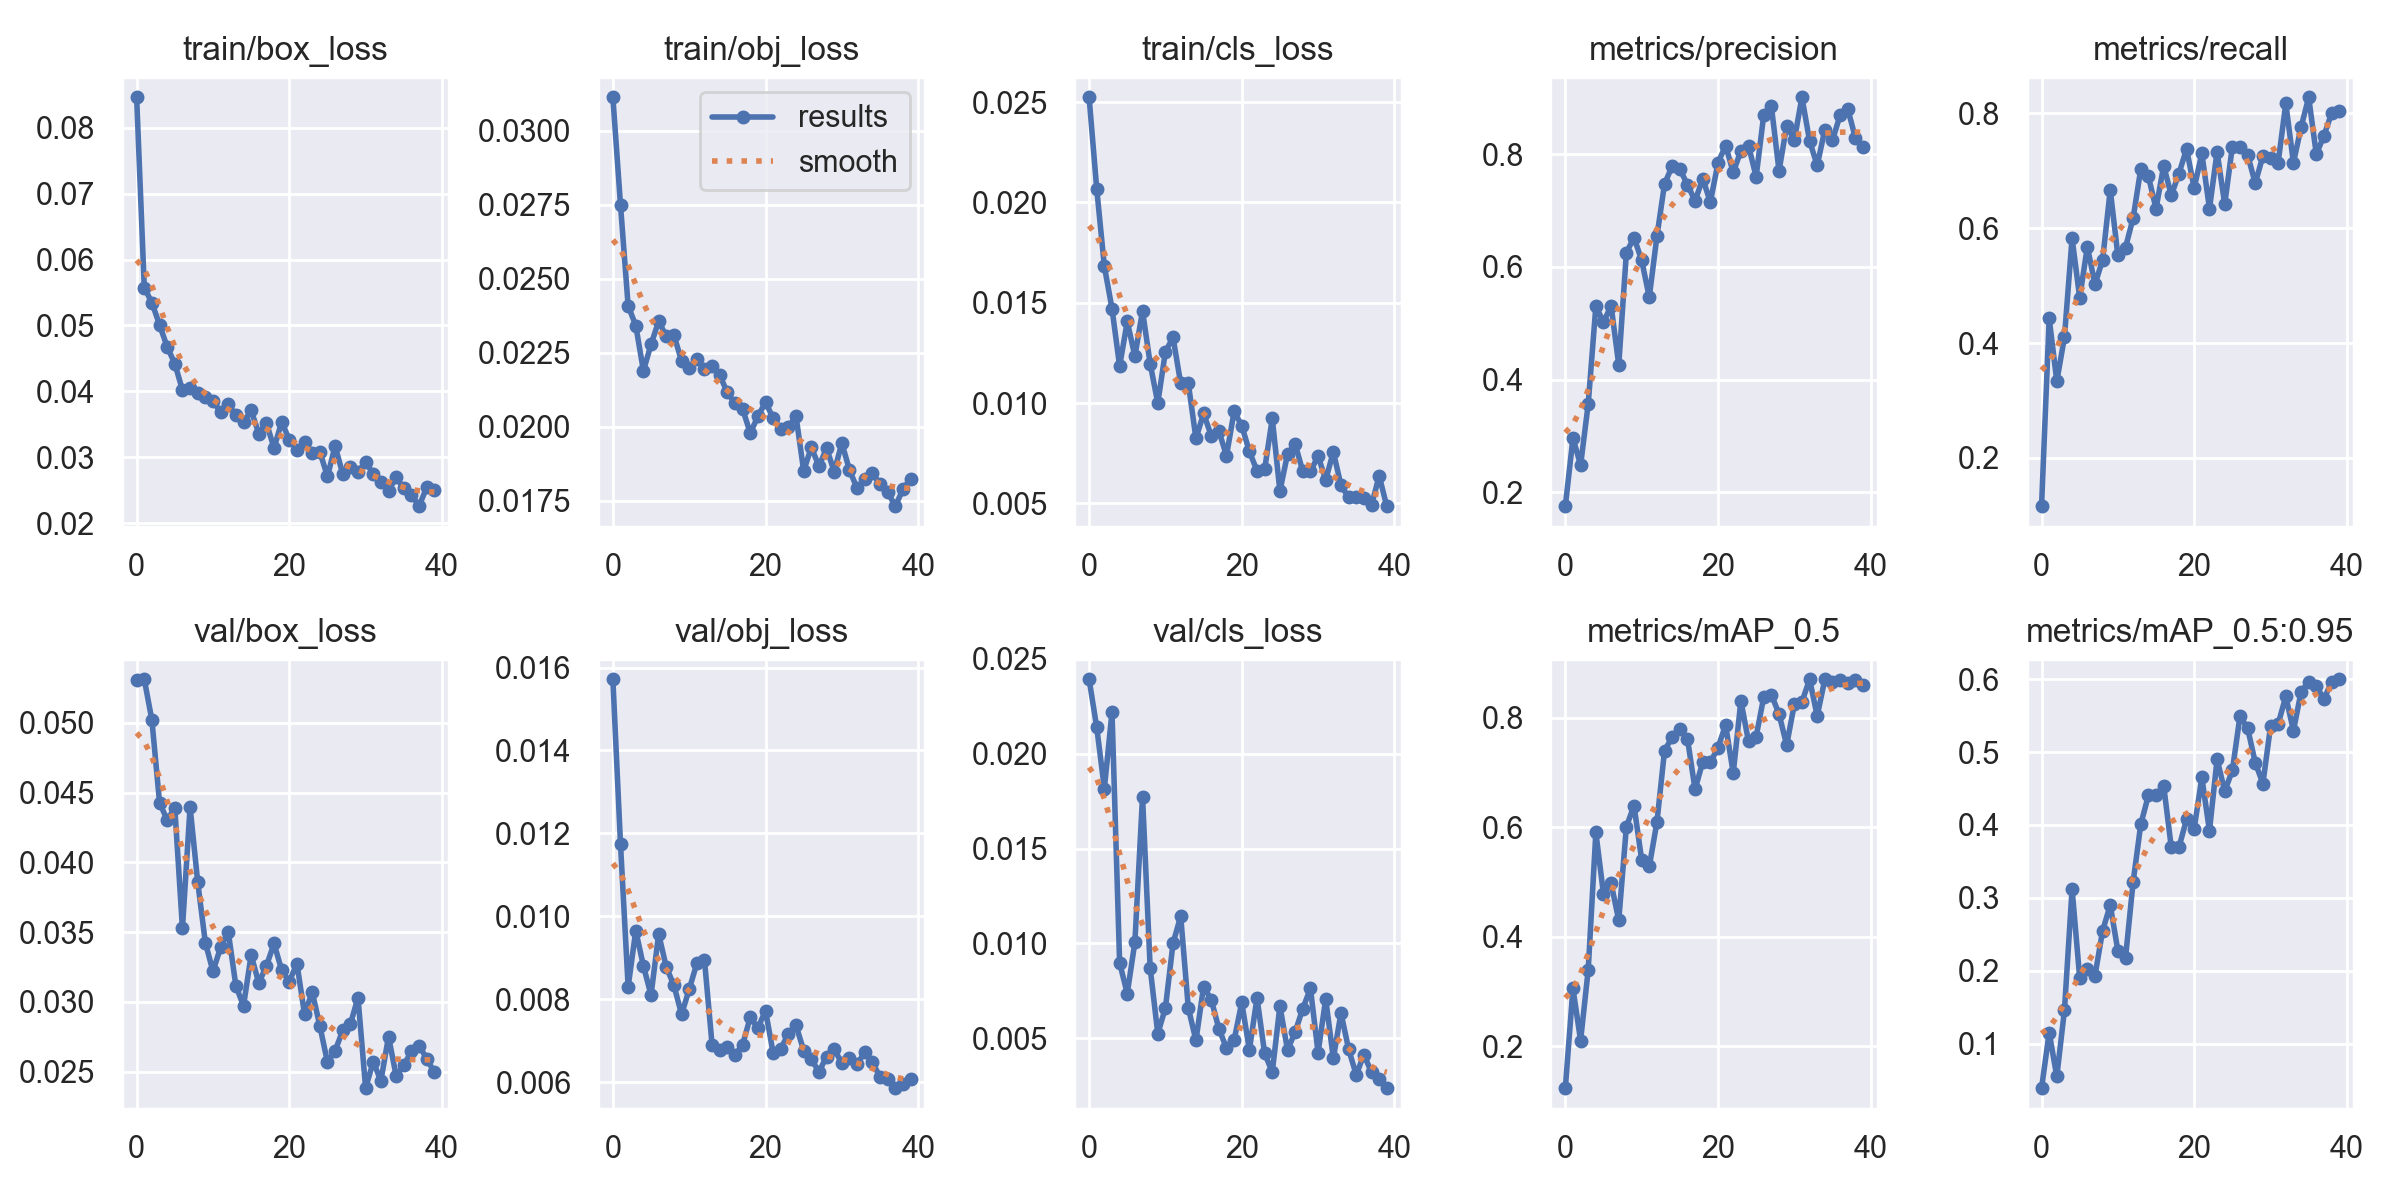 train/box_loss
0.08
0.07
0.06
0.05
0.04
0.03
0.02
0 20 40
train/obj_loss
results
smooth
0.0300
0.0275
0.0250
0.0225
0.0200
0.0175
0 20 40
train/cls_loss
0.025
0.020
0.015
0.010
0.005
0 20 40
metrics/precision
0.8
0.6
0.4
0.2
0 20 40
metrics/recall
0.8
0.6
0.4
0.2
0 20 40
val/box_loss
0.050
0.045
0.040
0.035
0.030
0.025
0 20 40
val/obj_loss
0.016
0.014
0.012
0.010
0.008
0.006
0 20 40
val/cls_loss
0.025
0.020
0.015
0.010
0.005
0 20 40
metrics/mAP_0.5
0.8
0.6
0.4
0.2
0 20 40
metrics/mAP_0.5:0.95
0.6
0.5
0.4
0.3
0.2
0.1
0 20 40